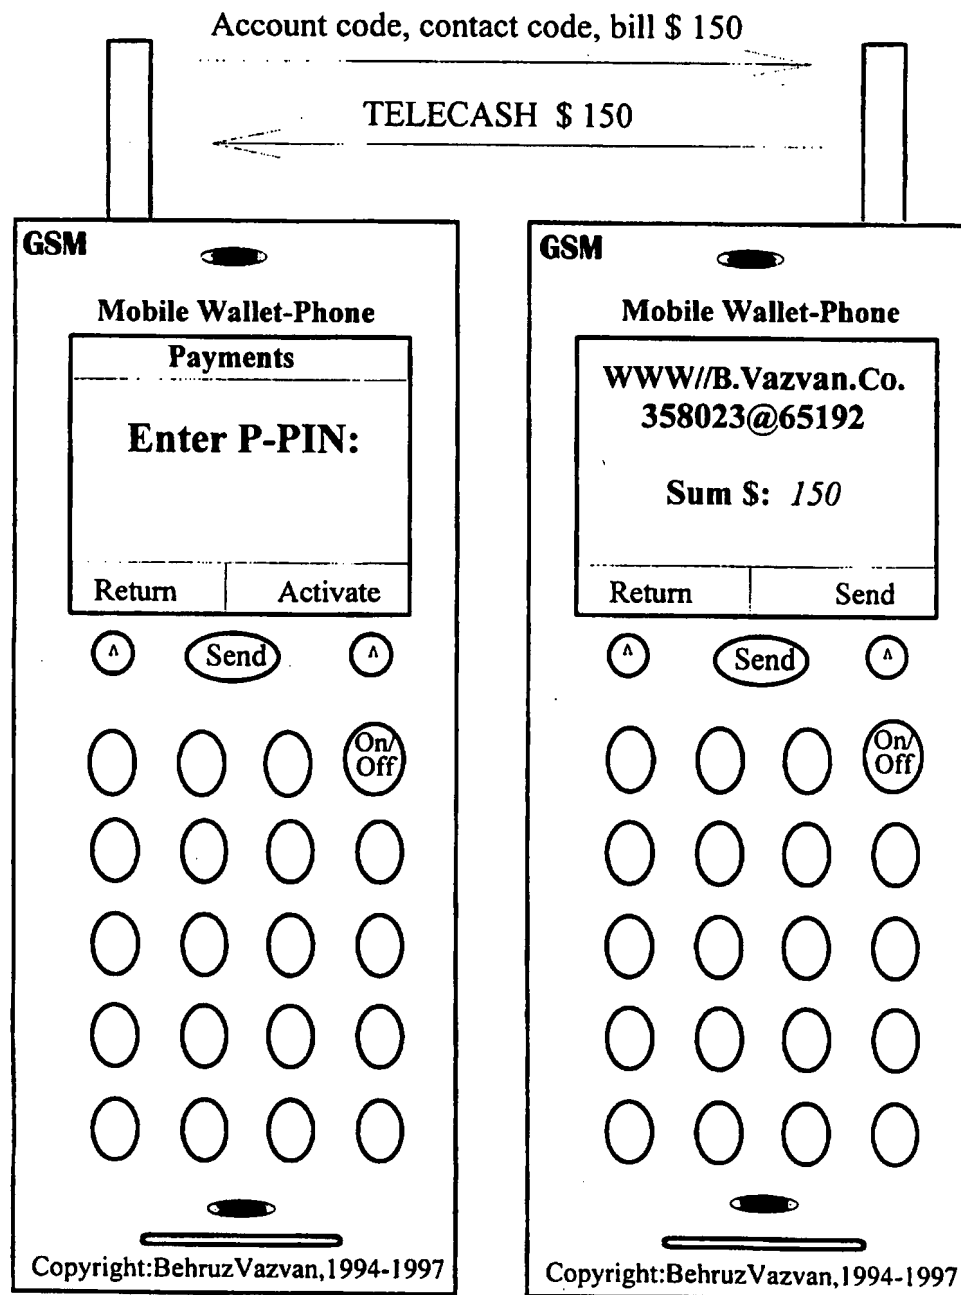 Account code, contact code, bill $ 150
TELECASH $ 150
GSM
Mobile Wallet-Phone
Payments
Enter P-PIN:
Return Activate
^ Send ^
On/
Off
Copyright:BehruzVazvan,1994-1997
GSM
Mobile Wallet-Phone
WWW//B.Vazvan.Co.
358023@65192
Sum $: 150
Return Send
^ Send ^
On/
Off
Copyright:BehruzVazvan,1994-1997